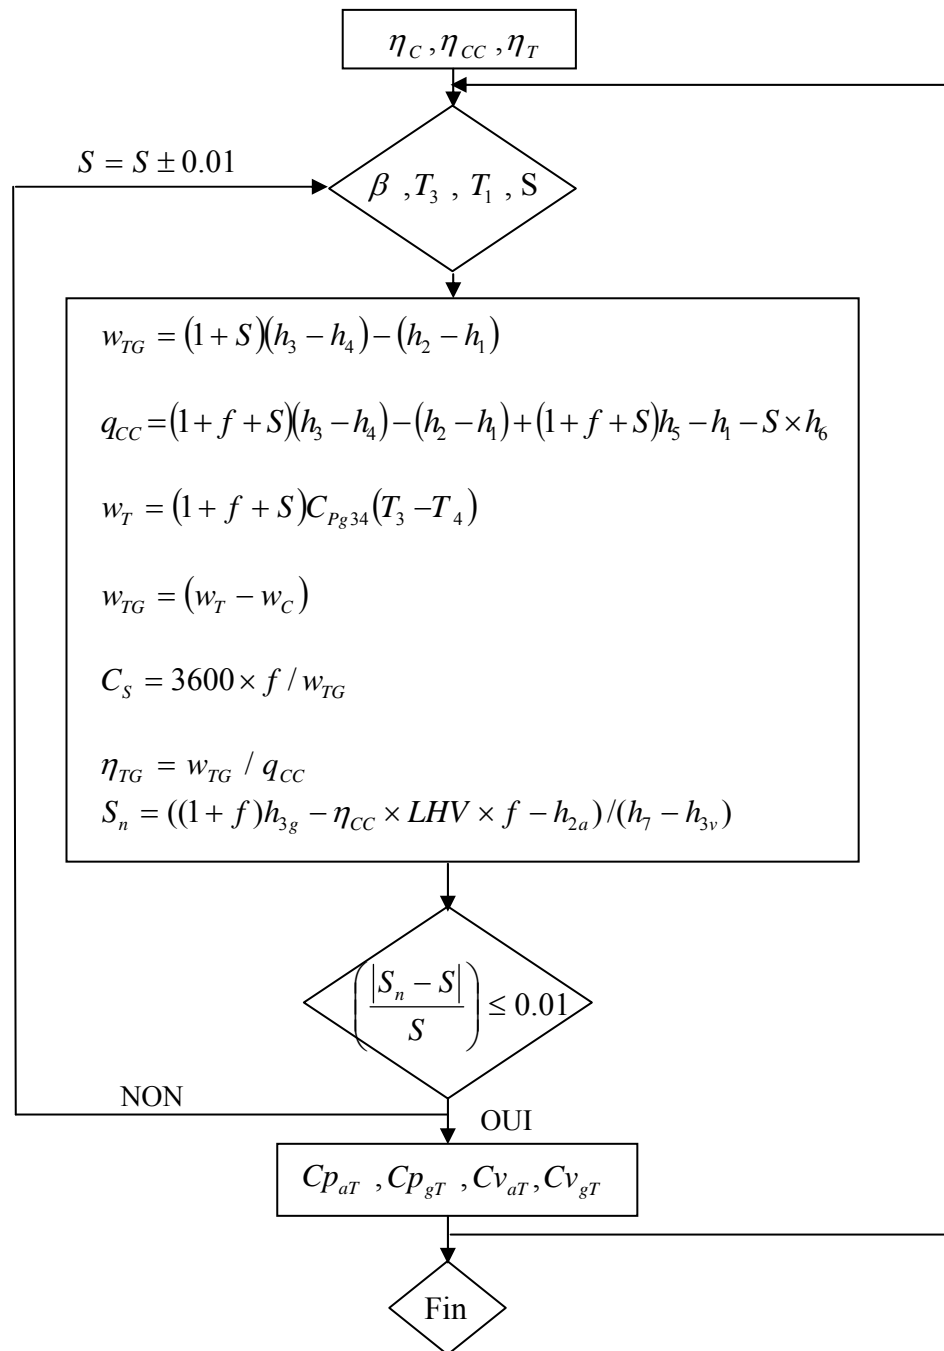 η_C , η_CC , η_T
S = S ± 0.01
β , T_3 , T_1 , S
w_TG = (1 + S)(h_3 − h_4) − (h_2 − h_1)
q_CC = (1 + f + S)(h_3 − h_4) − (h_2 − h_1) + (1 + f + S)h_5 − h_1 − S × h_6
w_T = (1 + f + S)C_Pg34 (T_3 − T_4)
w_TG = (w_T − w_C)
C_S = 3600 × f / w_TG
η_TG = w_TG / q_CC
S_n = ((1 + f)h_3g − η_CC × LHV × f − h_2a)/(h_7 − h_3v)
(|S_n − S| / S) ≤ 0.01
NON
OUI
Cp_aT , Cp_gT , Cv_aT , Cv_gT
Fin